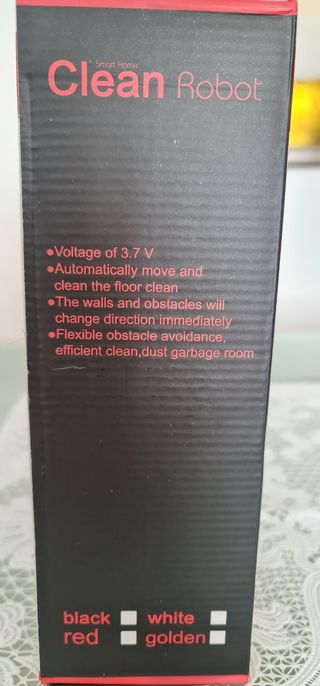 Smart Home
Clean Robot
•Voltage of 3.7 V
•Automatically move and
clean the floor clean
•The walls and obstacles will
change direction immediately
•Flexible obstacle avoidance,
efficient clean,dust garbage room
black white
red golden